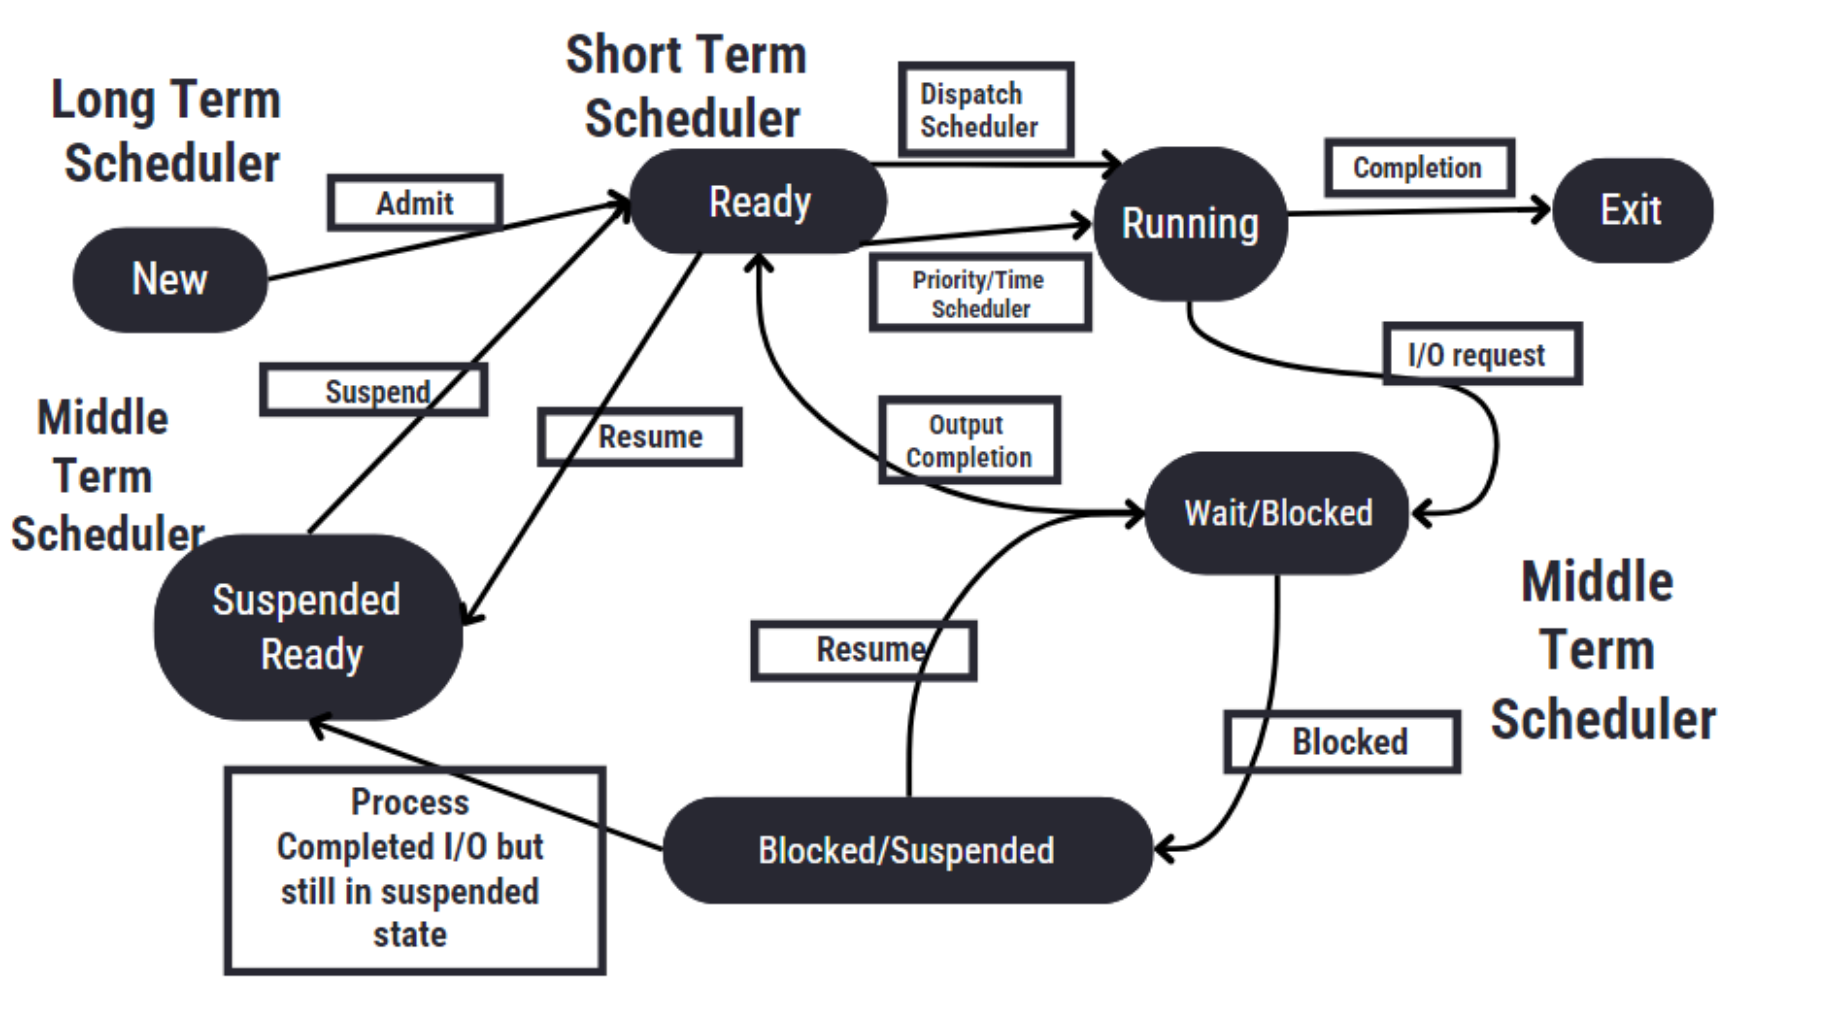 Long Term
Scheduler
Short Term
Scheduler
Dispatch
Scheduler
Admit
Completion
New
Ready
Running
Exit
Priority/Time
Scheduler
I/O request
Suspend
Resume
Output
Completion
Middle
Term
Scheduler
Wait/Blocked
Suspended
Ready
Resume
Middle
Term
Scheduler
Blocked
Process
Completed I/O but
still in suspended
state
Blocked/Suspended